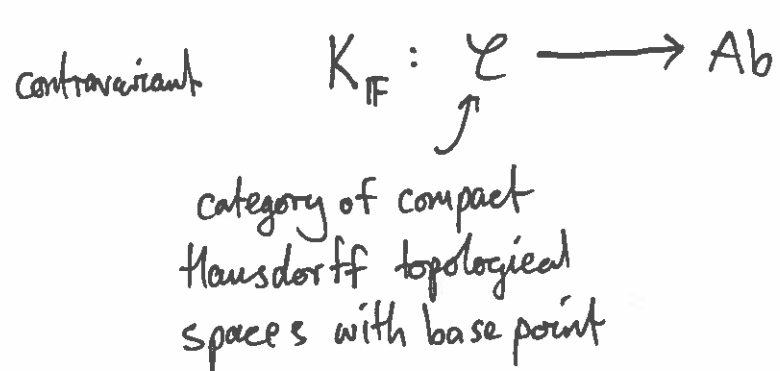 contravariant K_𝔽 : 𝒞 ⟶ Ab
category of compact
Hausdorff topological
spaces with base point